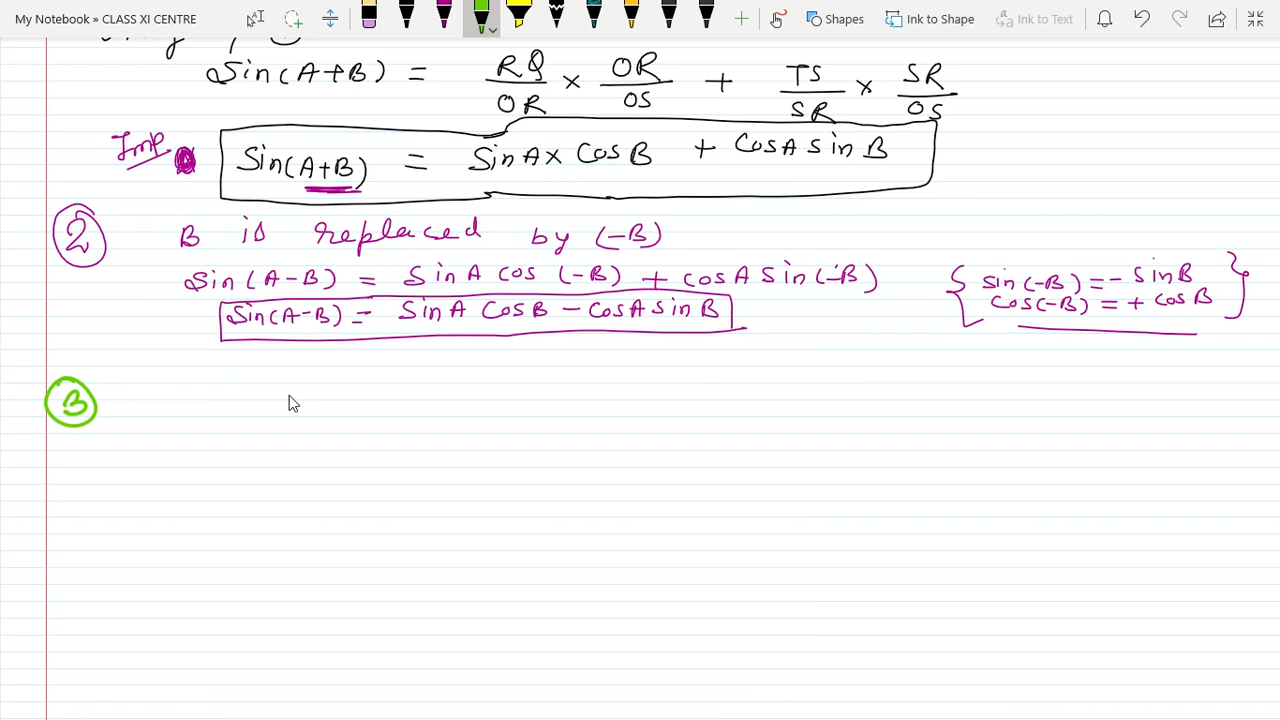 My Notebook » CLASS XI CENTRE
Shapes
Ink to Shape
Ink to Text
Sin(A+B) = RQ/OR × OR/OS + TS/SR × SR/OS
Imp
Sin(A+B) = SinA× CosB + CosA SinB
2 B is replaced by (-B)
Sin(A-B) = SinA cos (-B) + cosA Sin(-B) { sin(-B) = - sinB
cos(-B) = + cosB }
Sin(A-B) = SinA CosB - CosA sinB
3